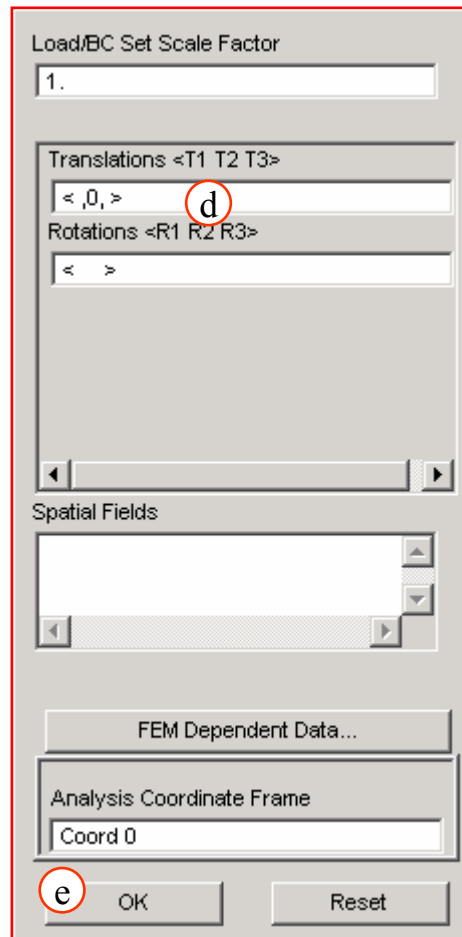 Load/BC Set Scale Factor
1.
Translations <T1 T2 T3>
< ,0, >
d
Rotations <R1 R2 R3>
<     >
Spatial Fields
FEM Dependent Data...
Analysis Coordinate Frame
Coord 0
e
OK Reset